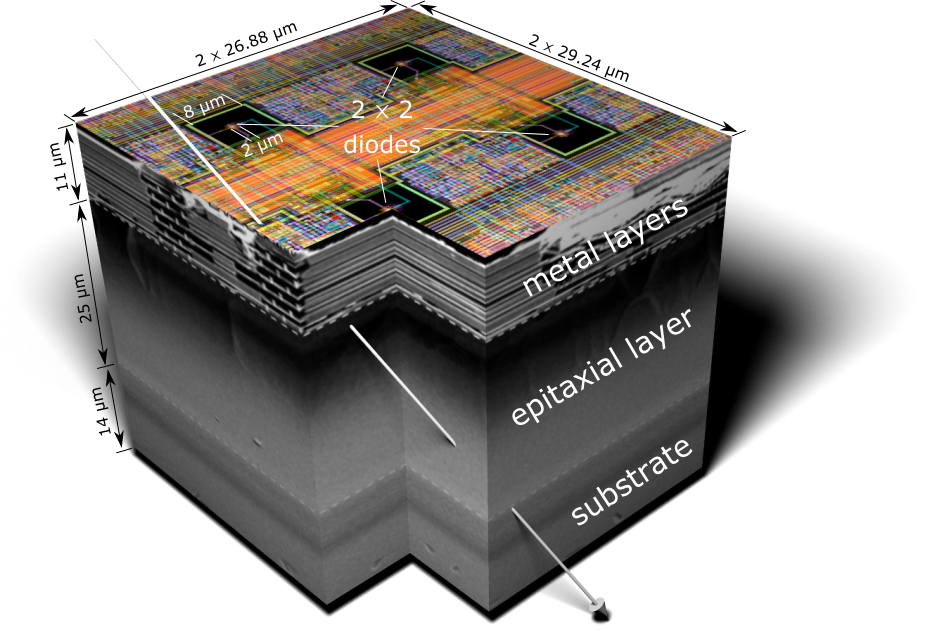 2 × 26.88 μm
2 × 29.24 μm
8 μm
2 μm
2 × 2
diodes
11 μm
25 μm
14 μm
metal layers
epitaxial layer
substrate